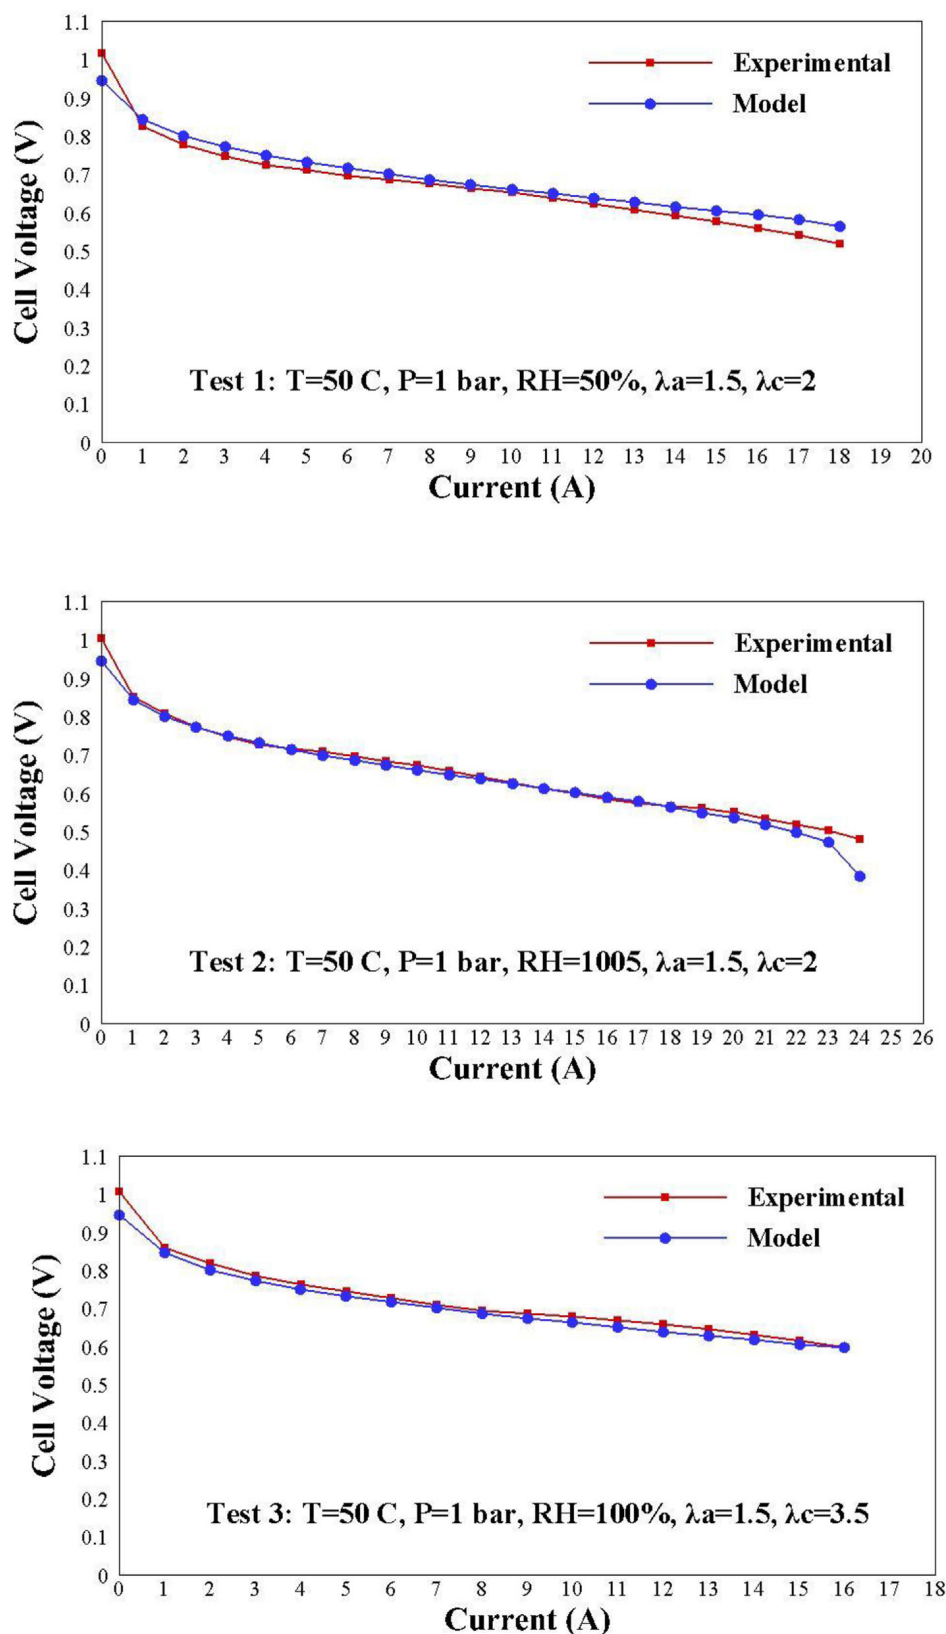 1.1
1
0.9
0.8
0.7
0.6
0.5
0.4
0.3
0.2
0.1
0
Cell Voltage (V)
Experimental
Model
Test 1: T=50 C, P=1 bar, RH=50%, λa=1.5, λc=2
0 1 2 3 4 5 6 7 8 9 10 11 12 13 14 15 16 17 18 19 20
Current (A)
1.1
1
0.9
0.8
0.7
0.6
0.5
0.4
0.3
0.2
0.1
0
Cell Voltage (V)
Experimental
Model
Test 2: T=50 C, P=1 bar, RH=1005, λa=1.5, λc=2
0 1 2 3 4 5 6 7 8 9 10 11 12 13 14 15 16 17 18 19 20 21 22 23 24 25 26
Current (A)
1.1
1
0.9
0.8
0.7
0.6
0.5
0.4
0.3
0.2
0.1
0
Cell Voltage (V)
Experimental
Model
Test 3: T=50 C, P=1 bar, RH=100%, λa=1.5, λc=3.5
0 1 2 3 4 5 6 7 8 9 10 11 12 13 14 15 16 17 18
Current (A)